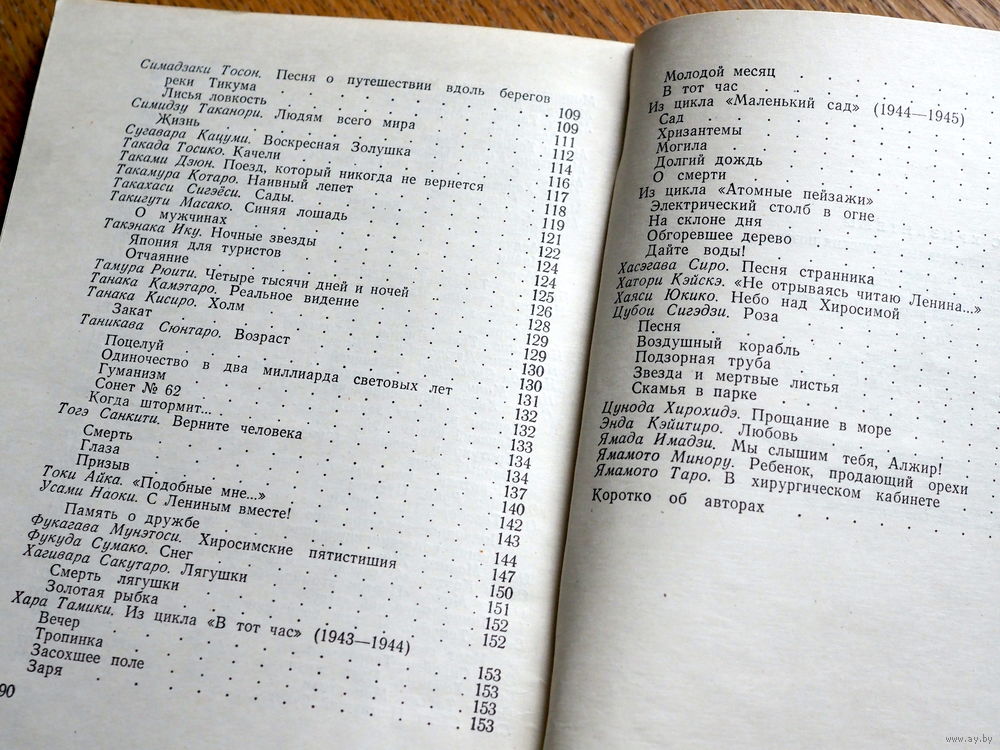 Симадзаки Тосон. Песня о путешествии вдоль берегов
реки Тикума . . . 109
Лисья ловкость . . . 109
Симидзу Таканори. Людям всего мира . . . 111
Жизнь . . . 112
Сугавара Кацуми. Воскресная Золушка . . . 114
Такада Тосико. Качели . . . 116
Таками Дзюн. Поезд, который никогда не вернется . . . 117
Такамура Котаро. Наивный лепет . . . 118
Такахаси Сигэёси. Сады. . . . 119
Такигути Масако. Синяя лошадь . . . 121
О мужчинах . . . 122
Такэнака Ику. Ночные звезды . . . 124
Япония для туристов . . . 124
Отчаяние . . . 125
Тамура Рюити. Четыре тысячи дней и ночей . . . 126
Танака Камэтаро. Реальное видение . . . 128
Танака Кисиро. Холм . . . 129
Закат . . . 129
Таникава Сюнтаро. Возраст . . . 130
Поцелуй . . . 130
Одиночество в два миллиарда световых лет . . . 131
Гуманизм . . . 132
Сонет № 62 . . . 132
Когда штормит... . . . 133
Тогэ Санкити. Верните человека . . . 134
Смерть . . . 134
Глаза . . . 137
Призыв . . . 140
Токи Айка. «Подобные мне...» . . . 142
Усами Наоки. С Лениным вместе! . . . 143
Память о дружбе . . . 144
Фукагава Мунэтоси. Хиросимские пятистишия . . . 147
Фукуда Сумако. Снег . . . 150
Хагивара Сакутаро. Лягушки . . . 151
Смерть лягушки . . . 152
Золотая рыбка . . . 152
Хара Тамики. Из цикла «В тот час» (1943—1944)
Вечер . . . 153
Тропинка . . . 153
Засохшее поле . . . 153
Заря . . . 153
90
Молодой месяц . . .
В тот час . . .
Из цикла «Маленький сад» (1944—1945)
Сад . . .
Хризантемы . . .
Могила . . .
Долгий дождь . . .
О смерти . . .
Из цикла «Атомные пейзажи»
Электрический столб в огне . . .
На склоне дня . . .
Обгоревшее дерево . . .
Дайте воды! . . .
Хасэгава Сиро. Песня странника . . .
Хатори Кэйскэ. «Не отрываясь читаю Ленина...»
Хаяси Юкико. Небо над Хиросимой . . .
Цубои Сигэдзи. Роза . . .
Песня . . .
Воздушный корабль . . .
Подзорная труба . . .
Звезда и мертвые листья . . .
Скамья в парке . . .
Цунода Хирохидэ. Прощание в море . . .
Энда Кэйитиро. Любовь . . .
Ямада Имадзи. Мы слышим тебя, Алжир! . . .
Ямамото Минору. Ребенок, продающий орехи
Ямамото Таро. В хирургическом кабинете . . .
Коротко об авторах . . .
www.ay.by